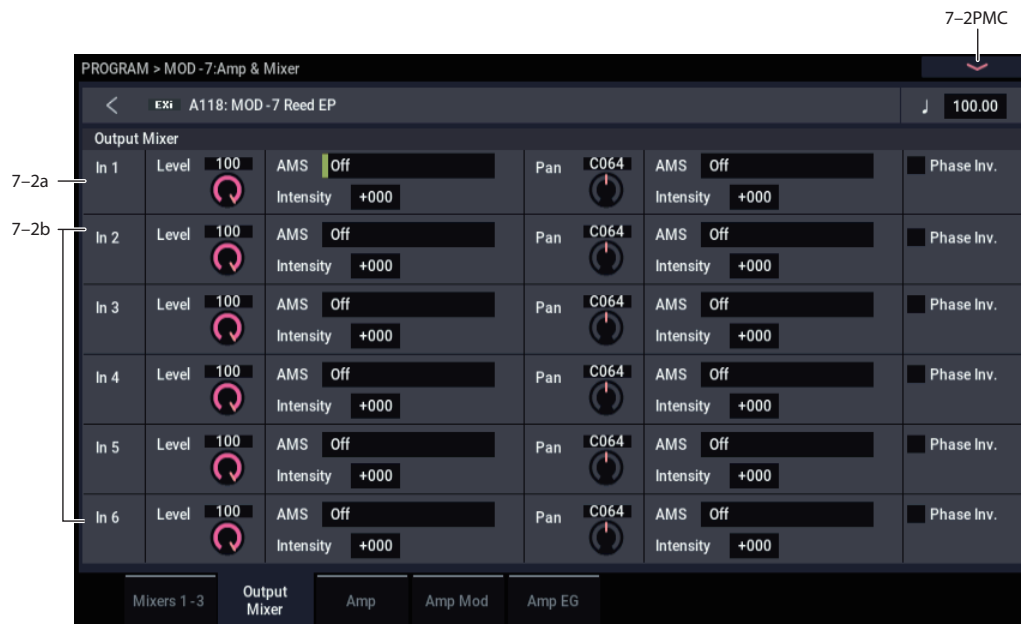 7–2PMC
PROGRAM > MOD-7:Amp & Mixer
EXi A118: MOD-7 Reed EP ♩ 100.00
Output Mixer
7–2a
In 1 Level 100 AMS Off Pan C064 AMS Off Phase Inv.
Intensity +000 Intensity +000
7–2b
In 2 Level 100 AMS Off Pan C064 AMS Off Phase Inv.
Intensity +000 Intensity +000
In 3 Level 100 AMS Off Pan C064 AMS Off Phase Inv.
Intensity +000 Intensity +000
In 4 Level 100 AMS Off Pan C064 AMS Off Phase Inv.
Intensity +000 Intensity +000
In 5 Level 100 AMS Off Pan C064 AMS Off Phase Inv.
Intensity +000 Intensity +000
In 6 Level 100 AMS Off Pan C064 AMS Off Phase Inv.
Intensity +000 Intensity +000
Mixers 1-3 Output Mixer Amp Amp Mod Amp EG